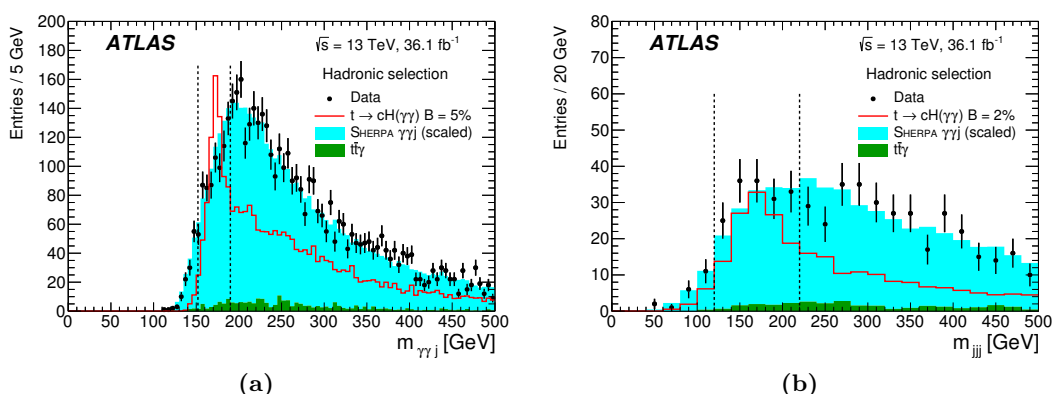 ATLAS
√s = 13 TeV, 36.1 fb⁻¹
Hadronic selection
Data
t → cH(γγ) B = 5%
SHERPA γγj (scaled)
tt̄γ
Entries / 5 GeV
200
180
160
140
120
100
80
60
40
20
0
0 50 100 150 200 250 300 350 400 450 500
m γγj [GeV]
(a)
ATLAS
√s = 13 TeV, 36.1 fb⁻¹
Hadronic selection
Data
t → cH(γγ) B = 2%
SHERPA γγj (scaled)
tt̄γ
Entries / 20 GeV
80
70
60
50
40
30
20
10
0
0 50 100 150 200 250 300 350 400 450 500
m jjj [GeV]
(b)